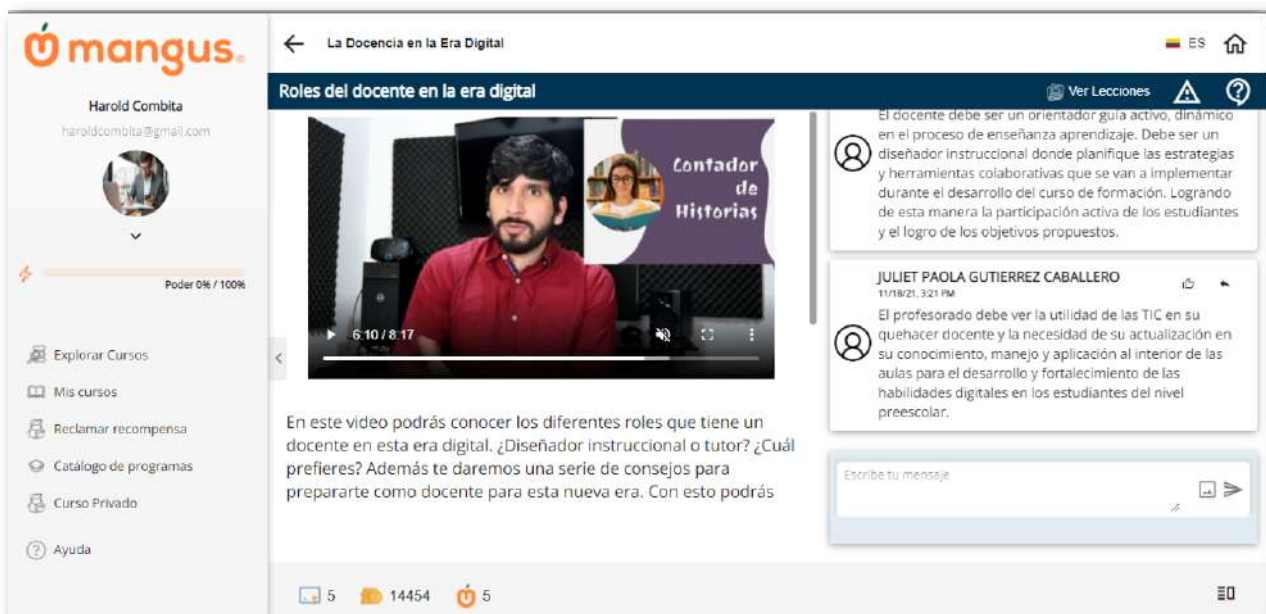 mangus.
Harold Combita
haroldcombita@gmail.com
Poder 0% / 100%
Explorar Cursos
Mis cursos
Reclamar recompensa
Catálogo de programas
Curso Privado
Ayuda
La Docencia en la Era Digital
ES
Roles del docente en la era digital
Ver Lecciones
Contador
de
Historias
6:10 / 8:17
En este video podrás conocer los diferentes roles que tiene un
docente en esta era digital. ¿Diseñador instruccional o tutor? ¿Cuál
prefieres? Además te daremos una serie de consejos para
prepararte como docente para esta nueva era. Con esto podrás
El docente debe ser un orientador guía activo, dinámico
en el proceso de enseñanza aprendizaje. Debe ser un
diseñador instruccional donde planifique las estrategias
y herramientas colaborativas que se van a implementar
durante el desarrollo del curso de formación. Logrando
de esta manera la participación activa de los estudiantes
y el logro de los objetivos propuestos.
JULIET PAOLA GUTIERREZ CABALLERO
11/18/21, 3:21 PM
El profesorado debe ver la utilidad de las TIC en su
quehacer docente y la necesidad de su actualización en
su conocimiento, manejo y aplicación al interior de las
aulas para el desarrollo y fortalecimiento de las
habilidades digitales en los estudiantes del nivel
preescolar.
Escribe tu mensaje
5
14454
5